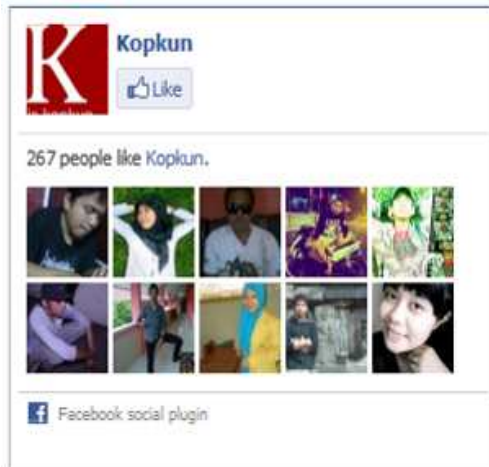 Kopkun
K
Like
267 people like Kopkun.
Facebook social plugin